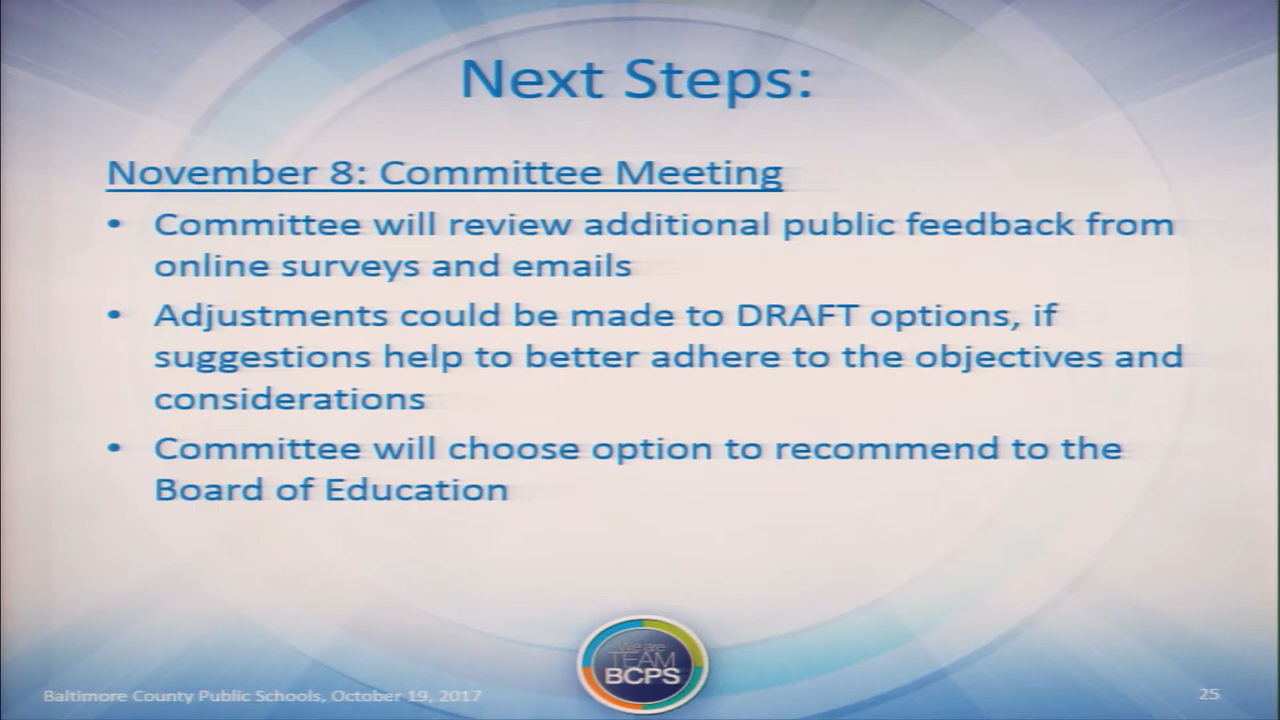 Next Steps:
November 8: Committee Meeting
• Committee will review additional public feedback from
online surveys and emails
• Adjustments could be made to DRAFT options, if
suggestions help to better adhere to the objectives and
considerations
• Committee will choose option to recommend to the
Board of Education
We are
TEAM
BCPS
Baltimore County Public Schools, October 19, 2017
25